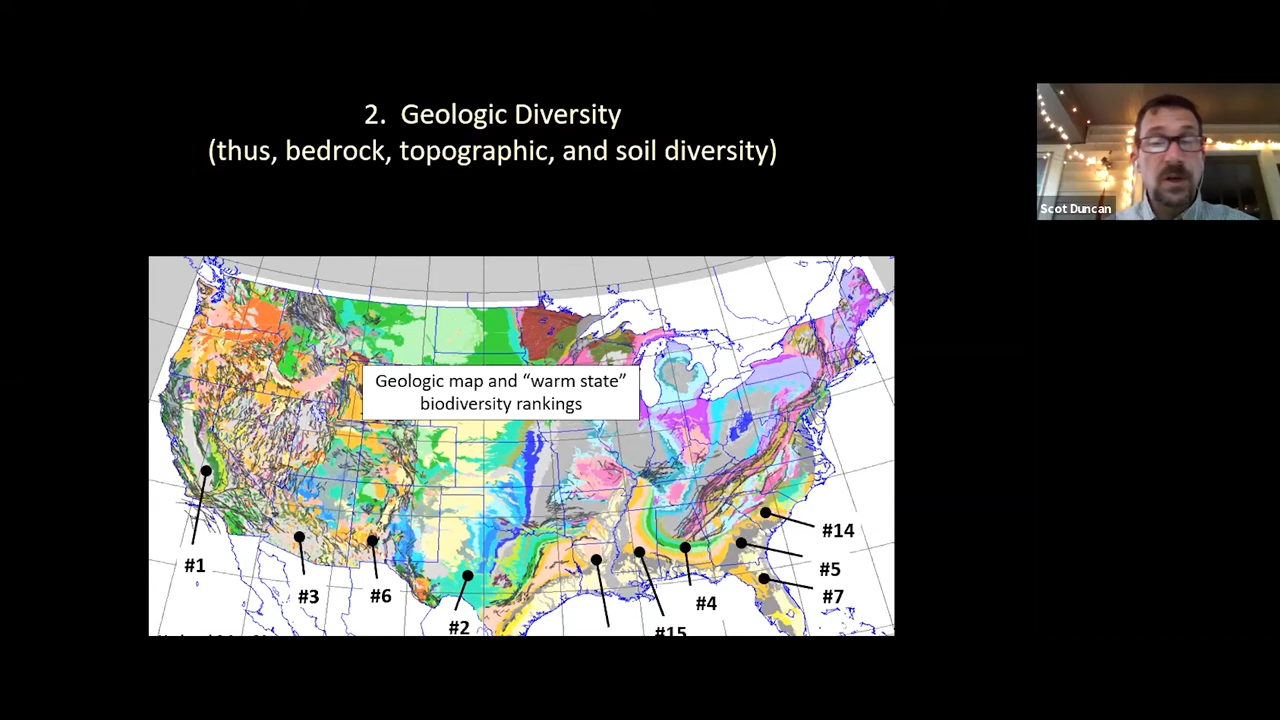 2. Geologic Diversity
(thus, bedrock, topographic, and soil diversity)
Scot Duncan
Geologic map and “warm state”
biodiversity rankings
#1
#3
#6
#2
#15
#4
#14
#5
#7